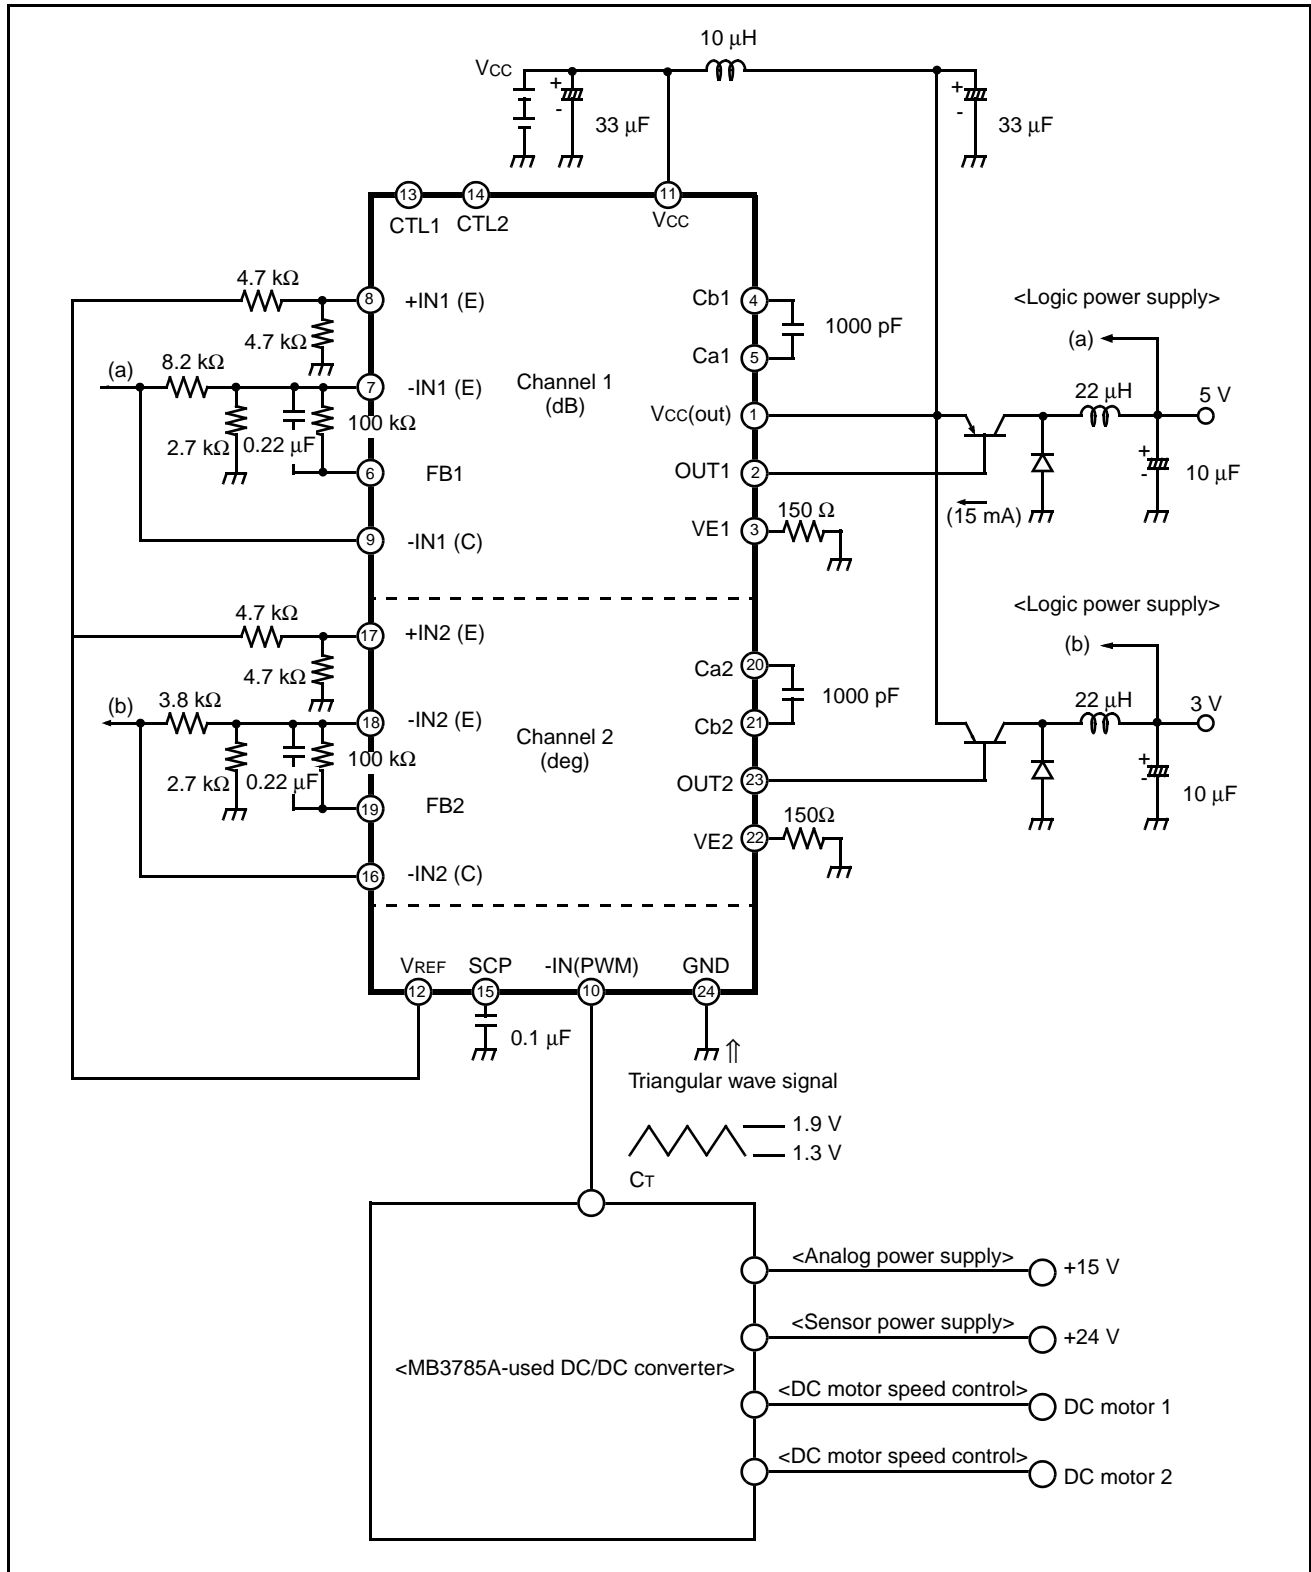 10 μH
VCC
+
-
33 μF
+
-
33 μF
13
14
11
CTL1
CTL2
VCC
4.7 kΩ
8
+IN1 (E)
4.7 kΩ
Cb1
4
1000 pF
<Logic power supply>
(a)
(a)
8.2 kΩ
7
-IN1 (E)
Channel 1
(dB)
Ca1
5
22 μH
5 V
2.7 kΩ
0.22 μF
100 kΩ
VCC(out)
1
6
FB1
OUT1
2
+
-
10 μF
(15 mA)
9
-IN1 (C)
VE1
3
150 Ω
4.7 kΩ
17
+IN2 (E)
4.7 kΩ
<Logic power supply>
(b)
Ca2
20
1000 pF
(b)
3.8 kΩ
18
-IN2 (E)
Channel 2
(deg)
Cb2
21
22 μH
3 V
2.7 kΩ
0.22 μF
100 kΩ
OUT2
23
+
-
10 μF
19
FB2
VE2
22
150Ω
16
-IN2 (C)
VREF
SCP
-IN(PWM)
GND
12
15
10
24
0.1 μF
⇑
Triangular wave signal
1.9 V
1.3 V
CT
<MB3785A-used DC/DC converter>
<Analog power supply>
+15 V
<Sensor power supply>
+24 V
<DC motor speed control>
DC motor 1
<DC motor speed control>
DC motor 2